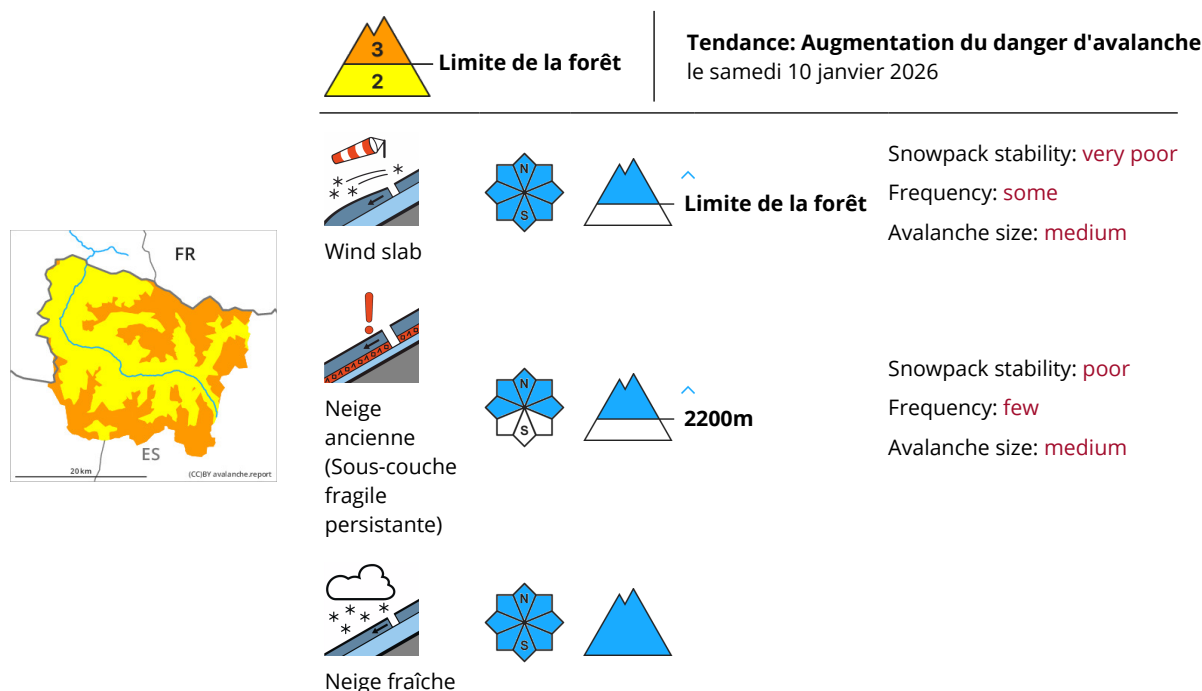 3
2
Limite de la forêt
Tendance: Augmentation du danger d'avalanche
le samedi 10 janvier 2026
N
S
Limite de la forêt
Snowpack stability: very poor
Frequency: some
Avalanche size: medium
Wind slab
FR
ES
20 km
(CC)BY avalanche.report
N
S
2200m
Snowpack stability: poor
Frequency: few
Avalanche size: medium
Neige
ancienne
(Sous-couche
fragile
persistante)
N
S
Neige fraîche